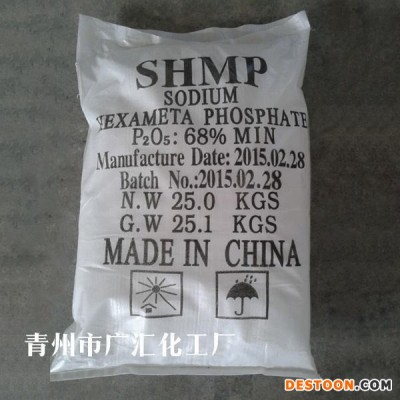 SHMP
SODIUM
HEXAMETA PHOSPHATE
P₂O₅: 68% MIN
Manufacture Date: 2015.02.28
Batch No.:2015.02.28
N.W 25.0 KGS
G.W 25.1 KGS
MADE IN CHINA
青州市广汇化工厂
DESTOON.COM